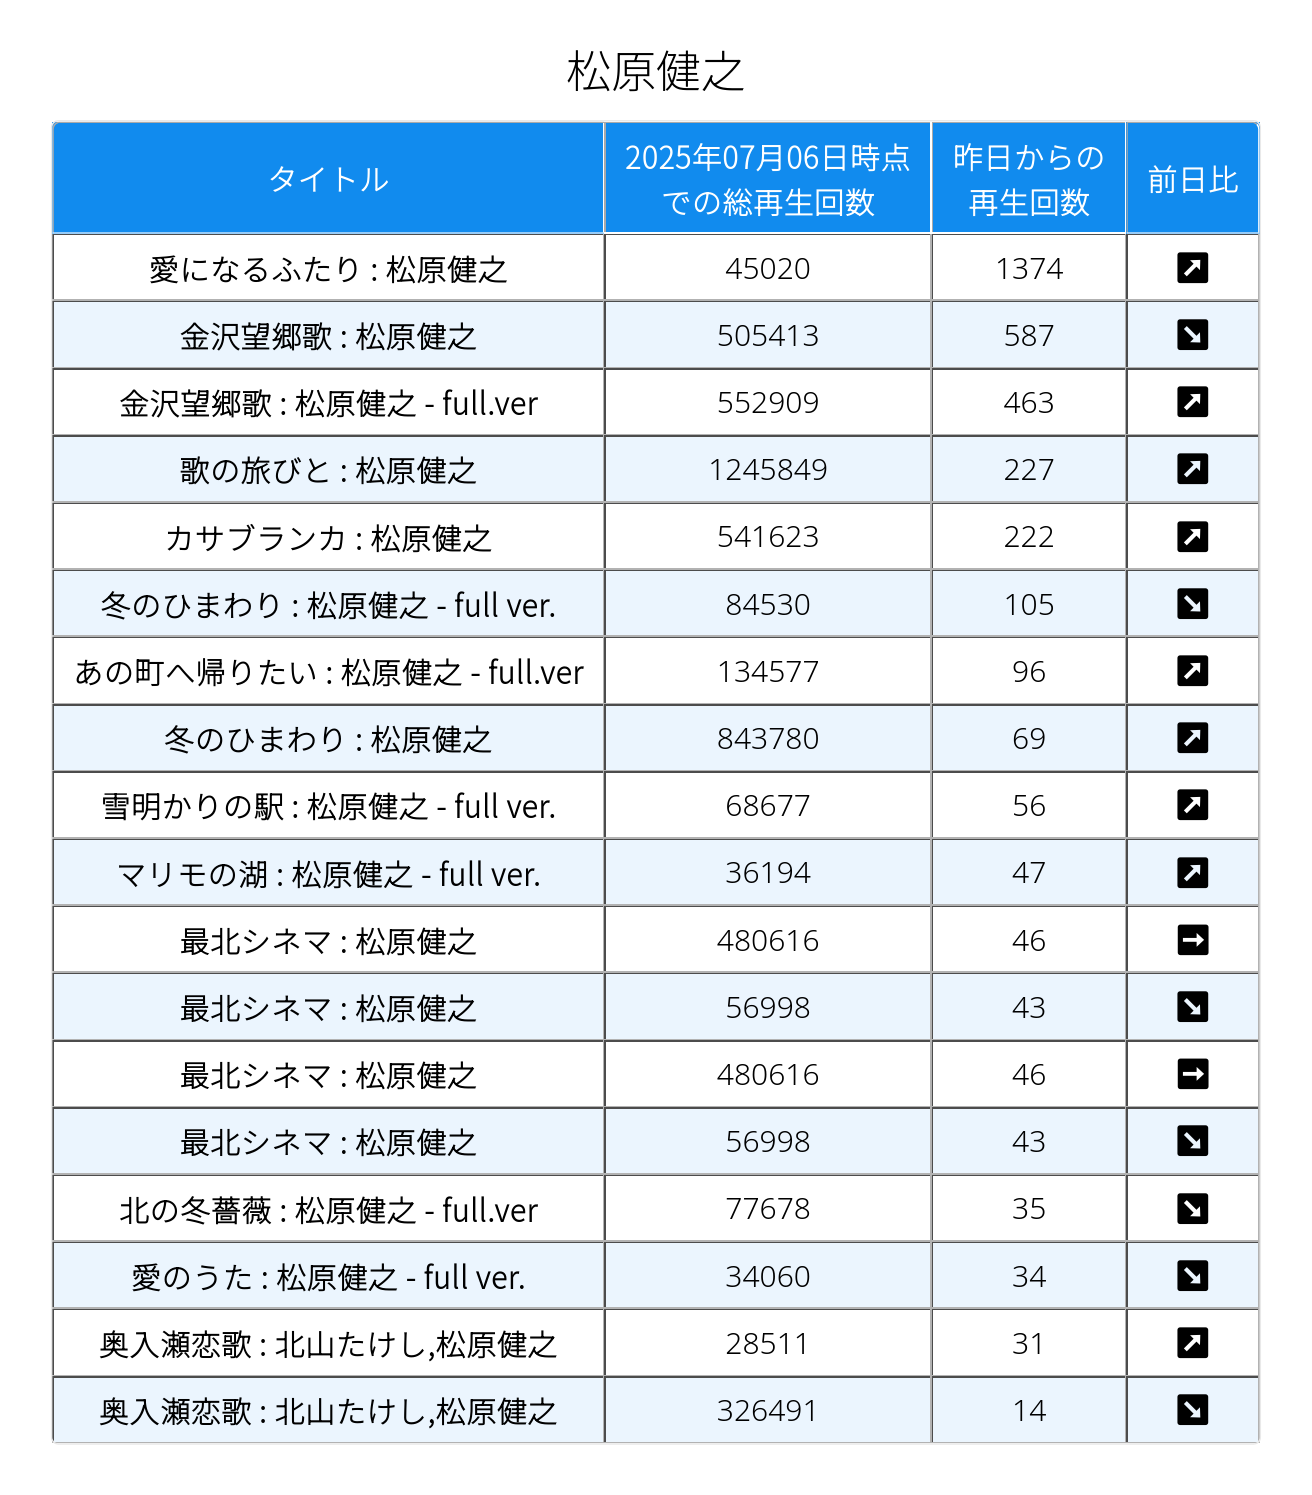 松原健之
タイトル
2025年07月06日時点
での総再生回数
昨日からの
再生回数
前日比
愛になるふたり : 松原健之 45020 1374
金沢望郷歌 : 松原健之 505413 587
金沢望郷歌 : 松原健之 - full.ver 552909 463
歌の旅びと : 松原健之 1245849 227
カサブランカ : 松原健之 541623 222
冬のひまわり : 松原健之 - full ver. 84530 105
あの町へ帰りたい : 松原健之 - full.ver 134577 96
冬のひまわり : 松原健之 843780 69
雪明かりの駅 : 松原健之 - full ver. 68677 56
マリモの湖 : 松原健之 - full ver. 36194 47
最北シネマ : 松原健之 480616 46
最北シネマ : 松原健之 56998 43
最北シネマ : 松原健之 480616 46
最北シネマ : 松原健之 56998 43
北の冬薔薇 : 松原健之 - full.ver 77678 35
愛のうた : 松原健之 - full ver. 34060 34
奥入瀬恋歌 : 北山たけし,松原健之 28511 31
奥入瀬恋歌 : 北山たけし,松原健之 326491 14